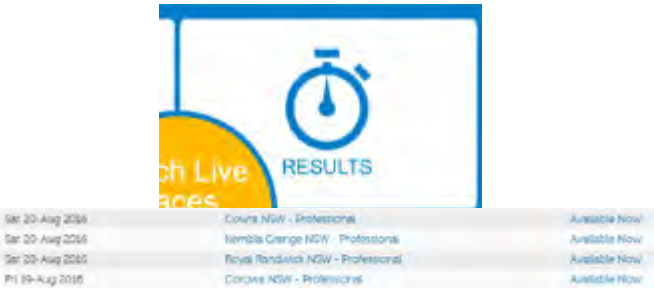 ch Live
aces
RESULTS
Sat 20-Aug 2016 Cowra NSW - Professional Available Now
Sat 20-Aug 2016 Kembla Grange NSW - Professional Available Now
Sat 20-Aug 2016 Royal Randwick NSW - Professional Available Now
Fri 19-Aug 2016 Corowa NSW - Professional Available Now